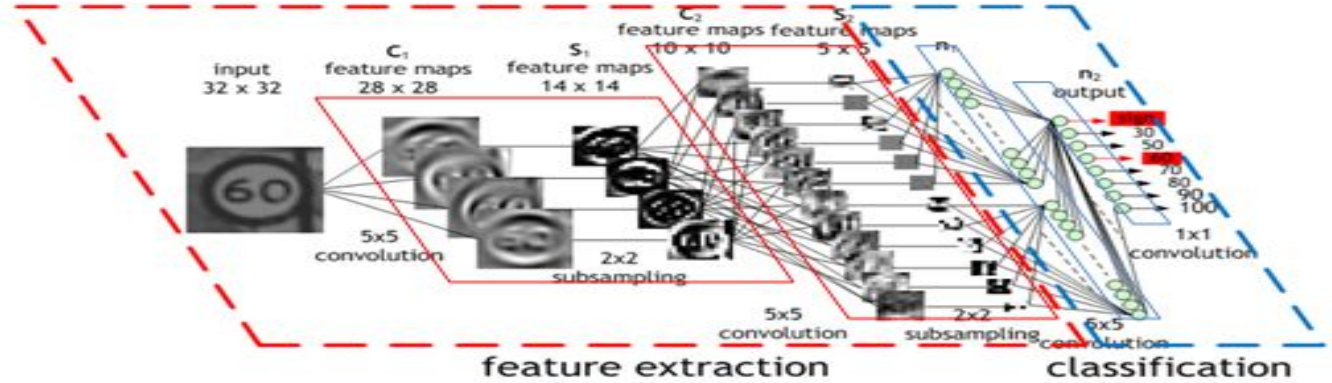 input
32 x 32
C₁
feature maps
28 x 28
S₁
feature maps
14 x 14
C₂
feature maps
10 x 10
S₂
feature maps
5 x 5
n₁
n₂
output
60
sign
30
50
60
70
80
90
100
5x5
convolution
2x2
subsampling
5x5
convolution
2x2
subsampling
5x5
convolution
1x1
convolution
feature extraction
classification